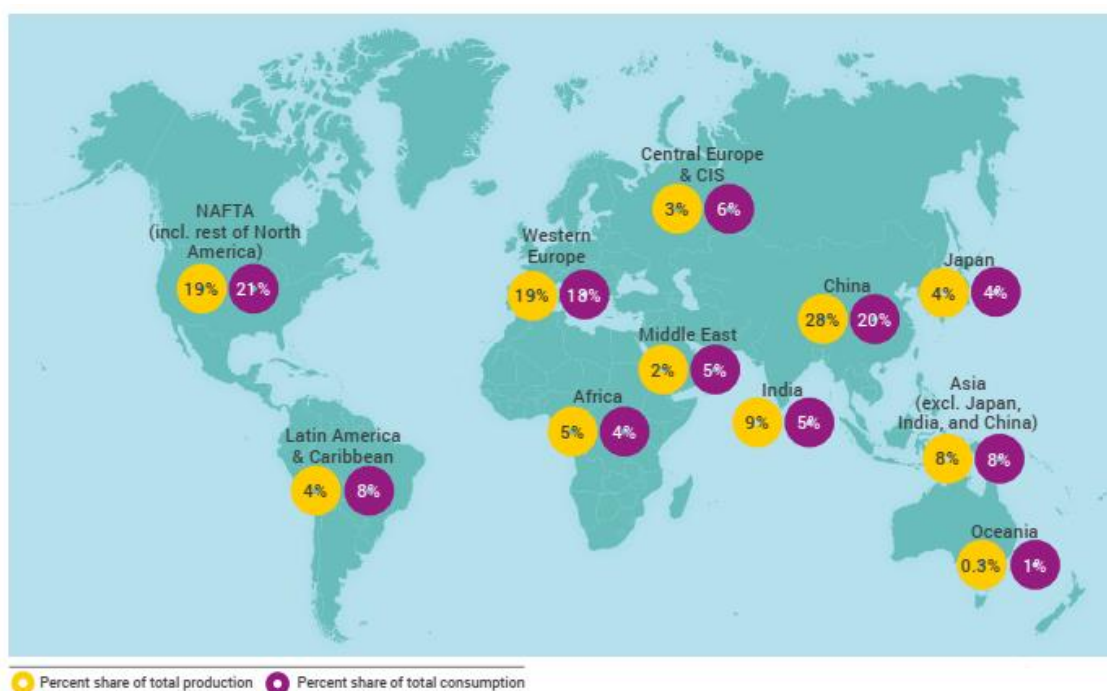 Central Europe
& CIS
3% 6%
NAFTA
(incl. rest of North
America)
19% 21%
Western
Europe
19% 18%
Japan
4% 4%
China
28% 20%
Middle East
2% 5%
India
9% 5%
Africa
5% 4%
Asia
(excl. Japan,
India, and China)
8% 8%
Latin America
& Caribbean
4% 8%
Oceania
0.3% 1%
Percent share of total production Percent share of total consumption